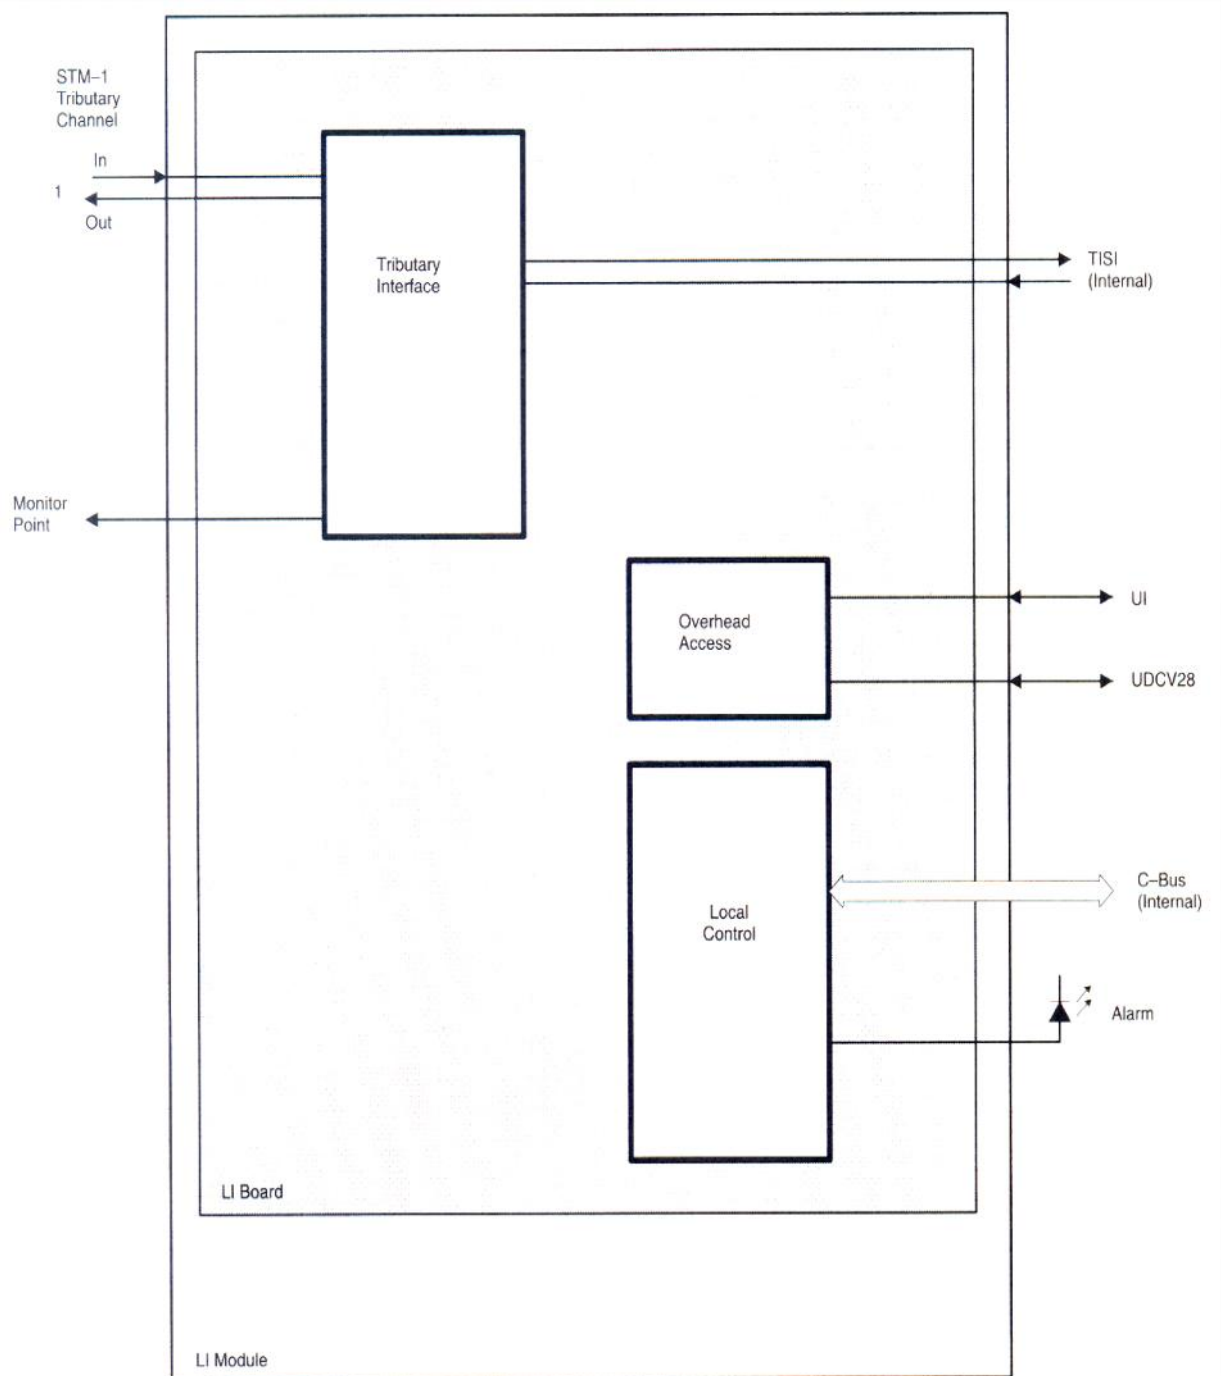 STM–1
Tributary
Channel
In
1
Out
Tributary
Interface
TISI
(Internal)
Monitor
Point
Overhead
Access
UI
UDCV28
Local
Control
C–Bus
(Internal)
Alarm
LI Board
LI Module